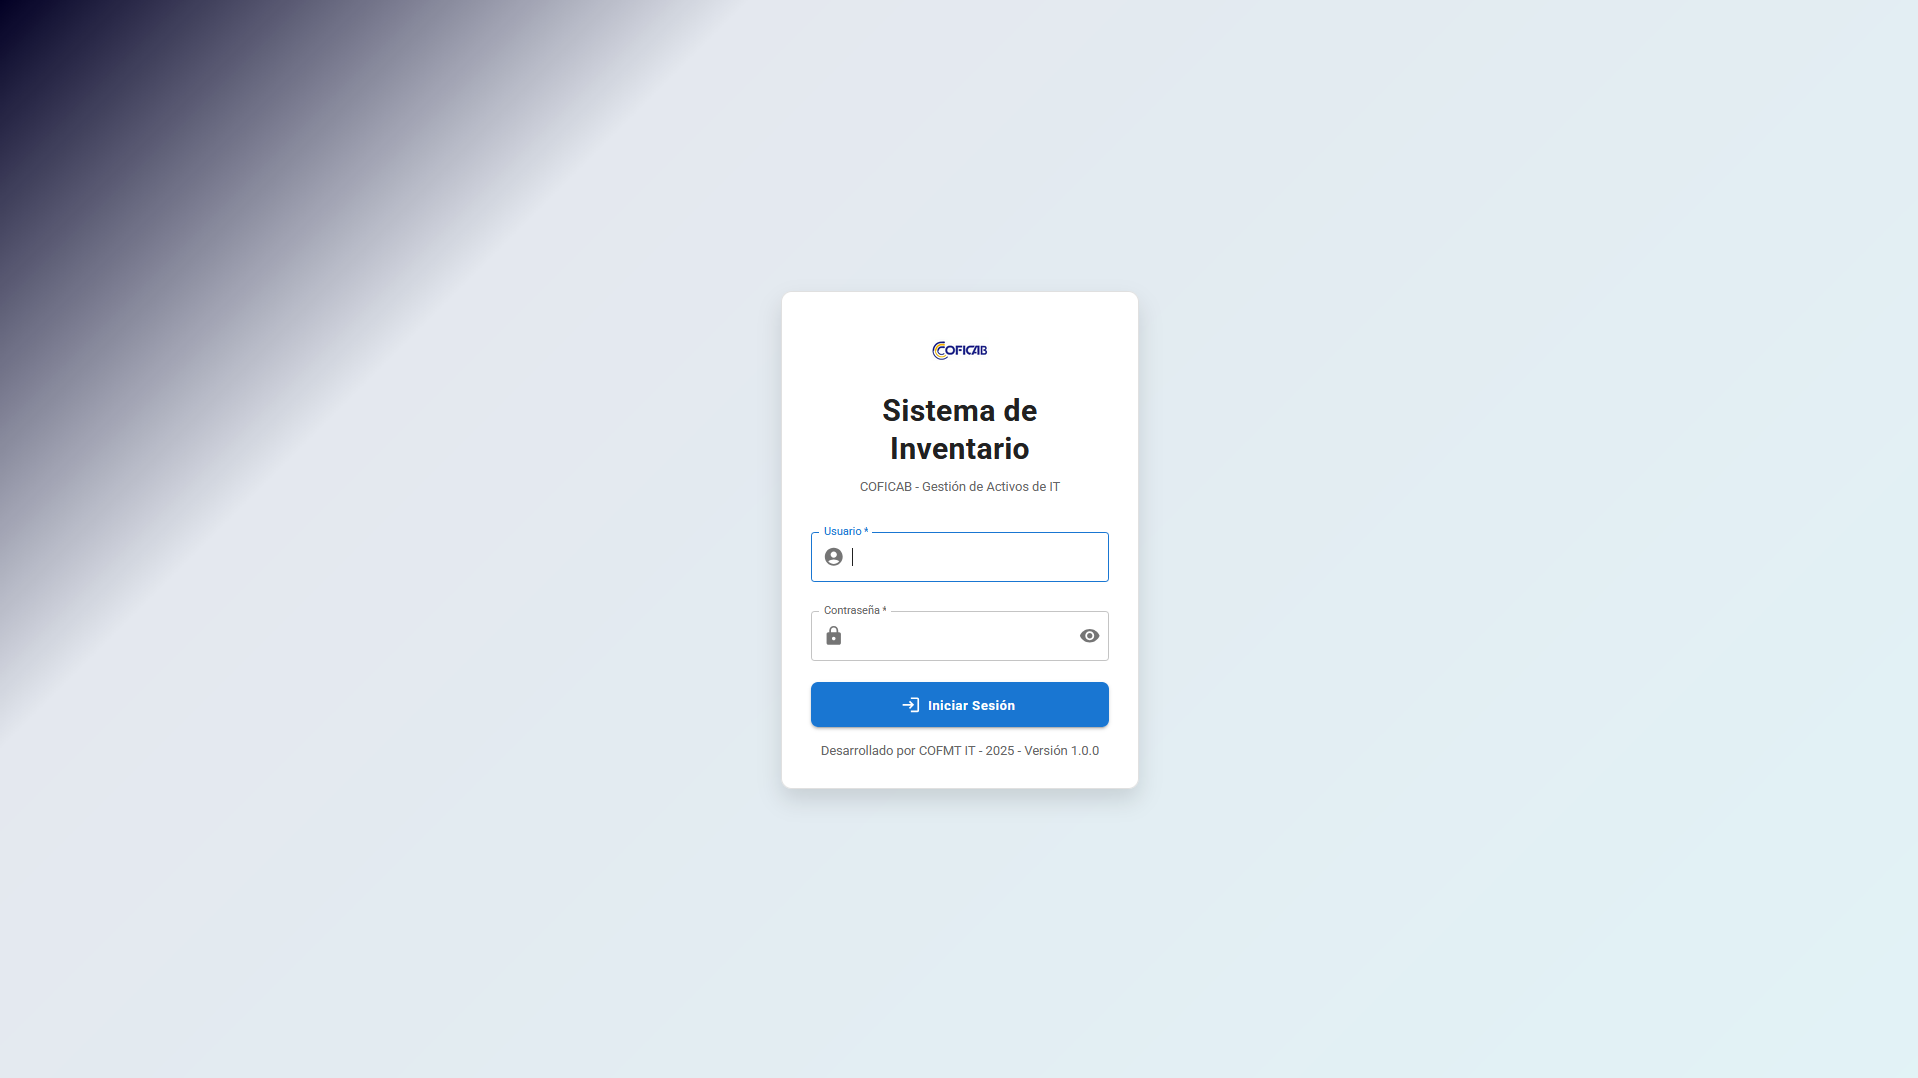 COFICAB
Sistema de
Inventario
COFICAB - Gestión de Activos de IT
Usuario *
Contraseña *
Iniciar Sesión
Desarrollado por COFMT IT - 2025 - Versión 1.0.0